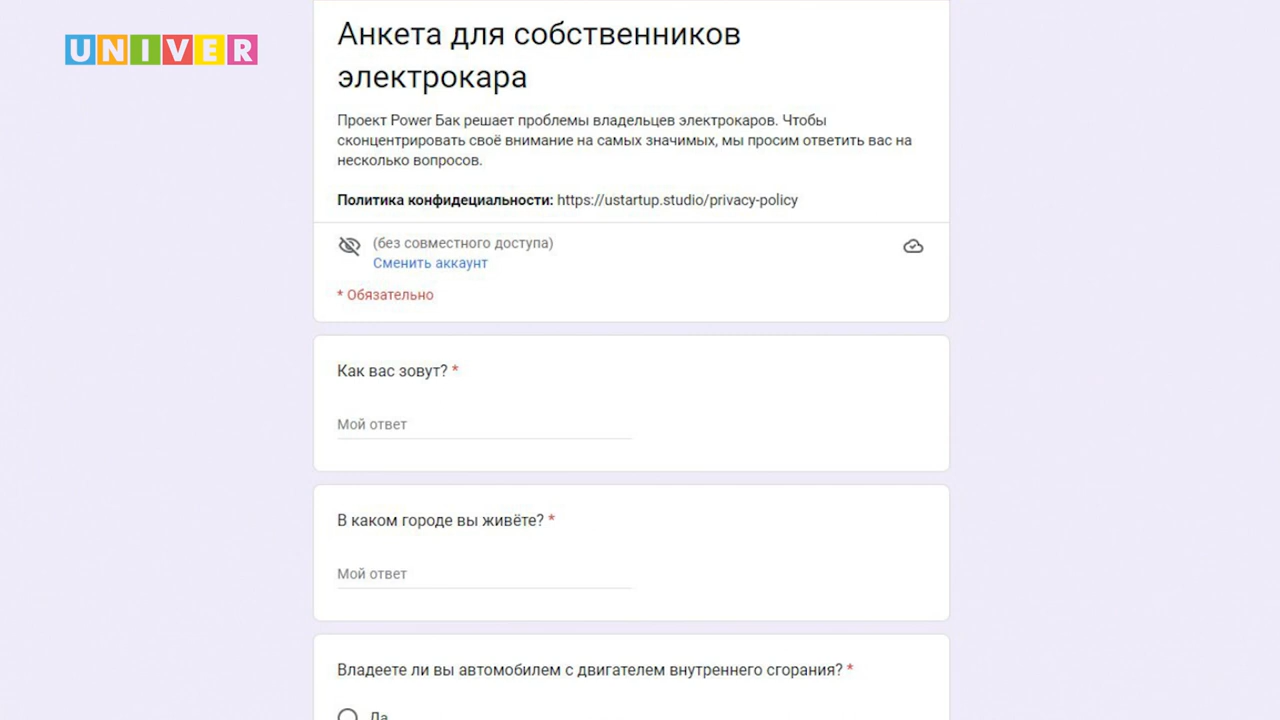 UNIVER
Анкета для собственников
электрокара
Проект Power Бак решает проблемы владельцев электрокаров. Чтобы
сконцентрировать своё внимание на самых значимых, мы просим ответить вас на
несколько вопросов.
Политика конфидециальности: https://ustartup.studio/privacy-policy
(без совместного доступа)
Сменить аккаунт
* Обязательно
Как вас зовут? *
Мой ответ
В каком городе вы живёте? *
Мой ответ
Владеете ли вы автомобилем с двигателем внутреннего сгорания? *
Да